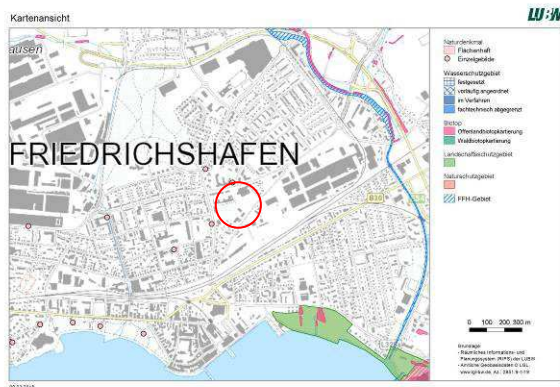 Kartenansicht
LUBW
FRIEDRICHSHAFEN
B30
Naturdenkmal
Flächenhaft
Einzelgebilde
Wasserschutzgebiet
festgesetzt
vorläufig angeordnet
im Verfahren
fachtechnisch abgegrenzt
Biotop
Offenlandbiotopkartierung
Waldbiotopkartierung
Landschaftsschutzgebiet
Naturschutzgebiet
FFH-Gebiet
0 100 200 300 m
Grundlage
- Räumliches Informations- und
Planungssystem (RIPS) der LUBW
- Amtliche Geobasisdaten © LGL,